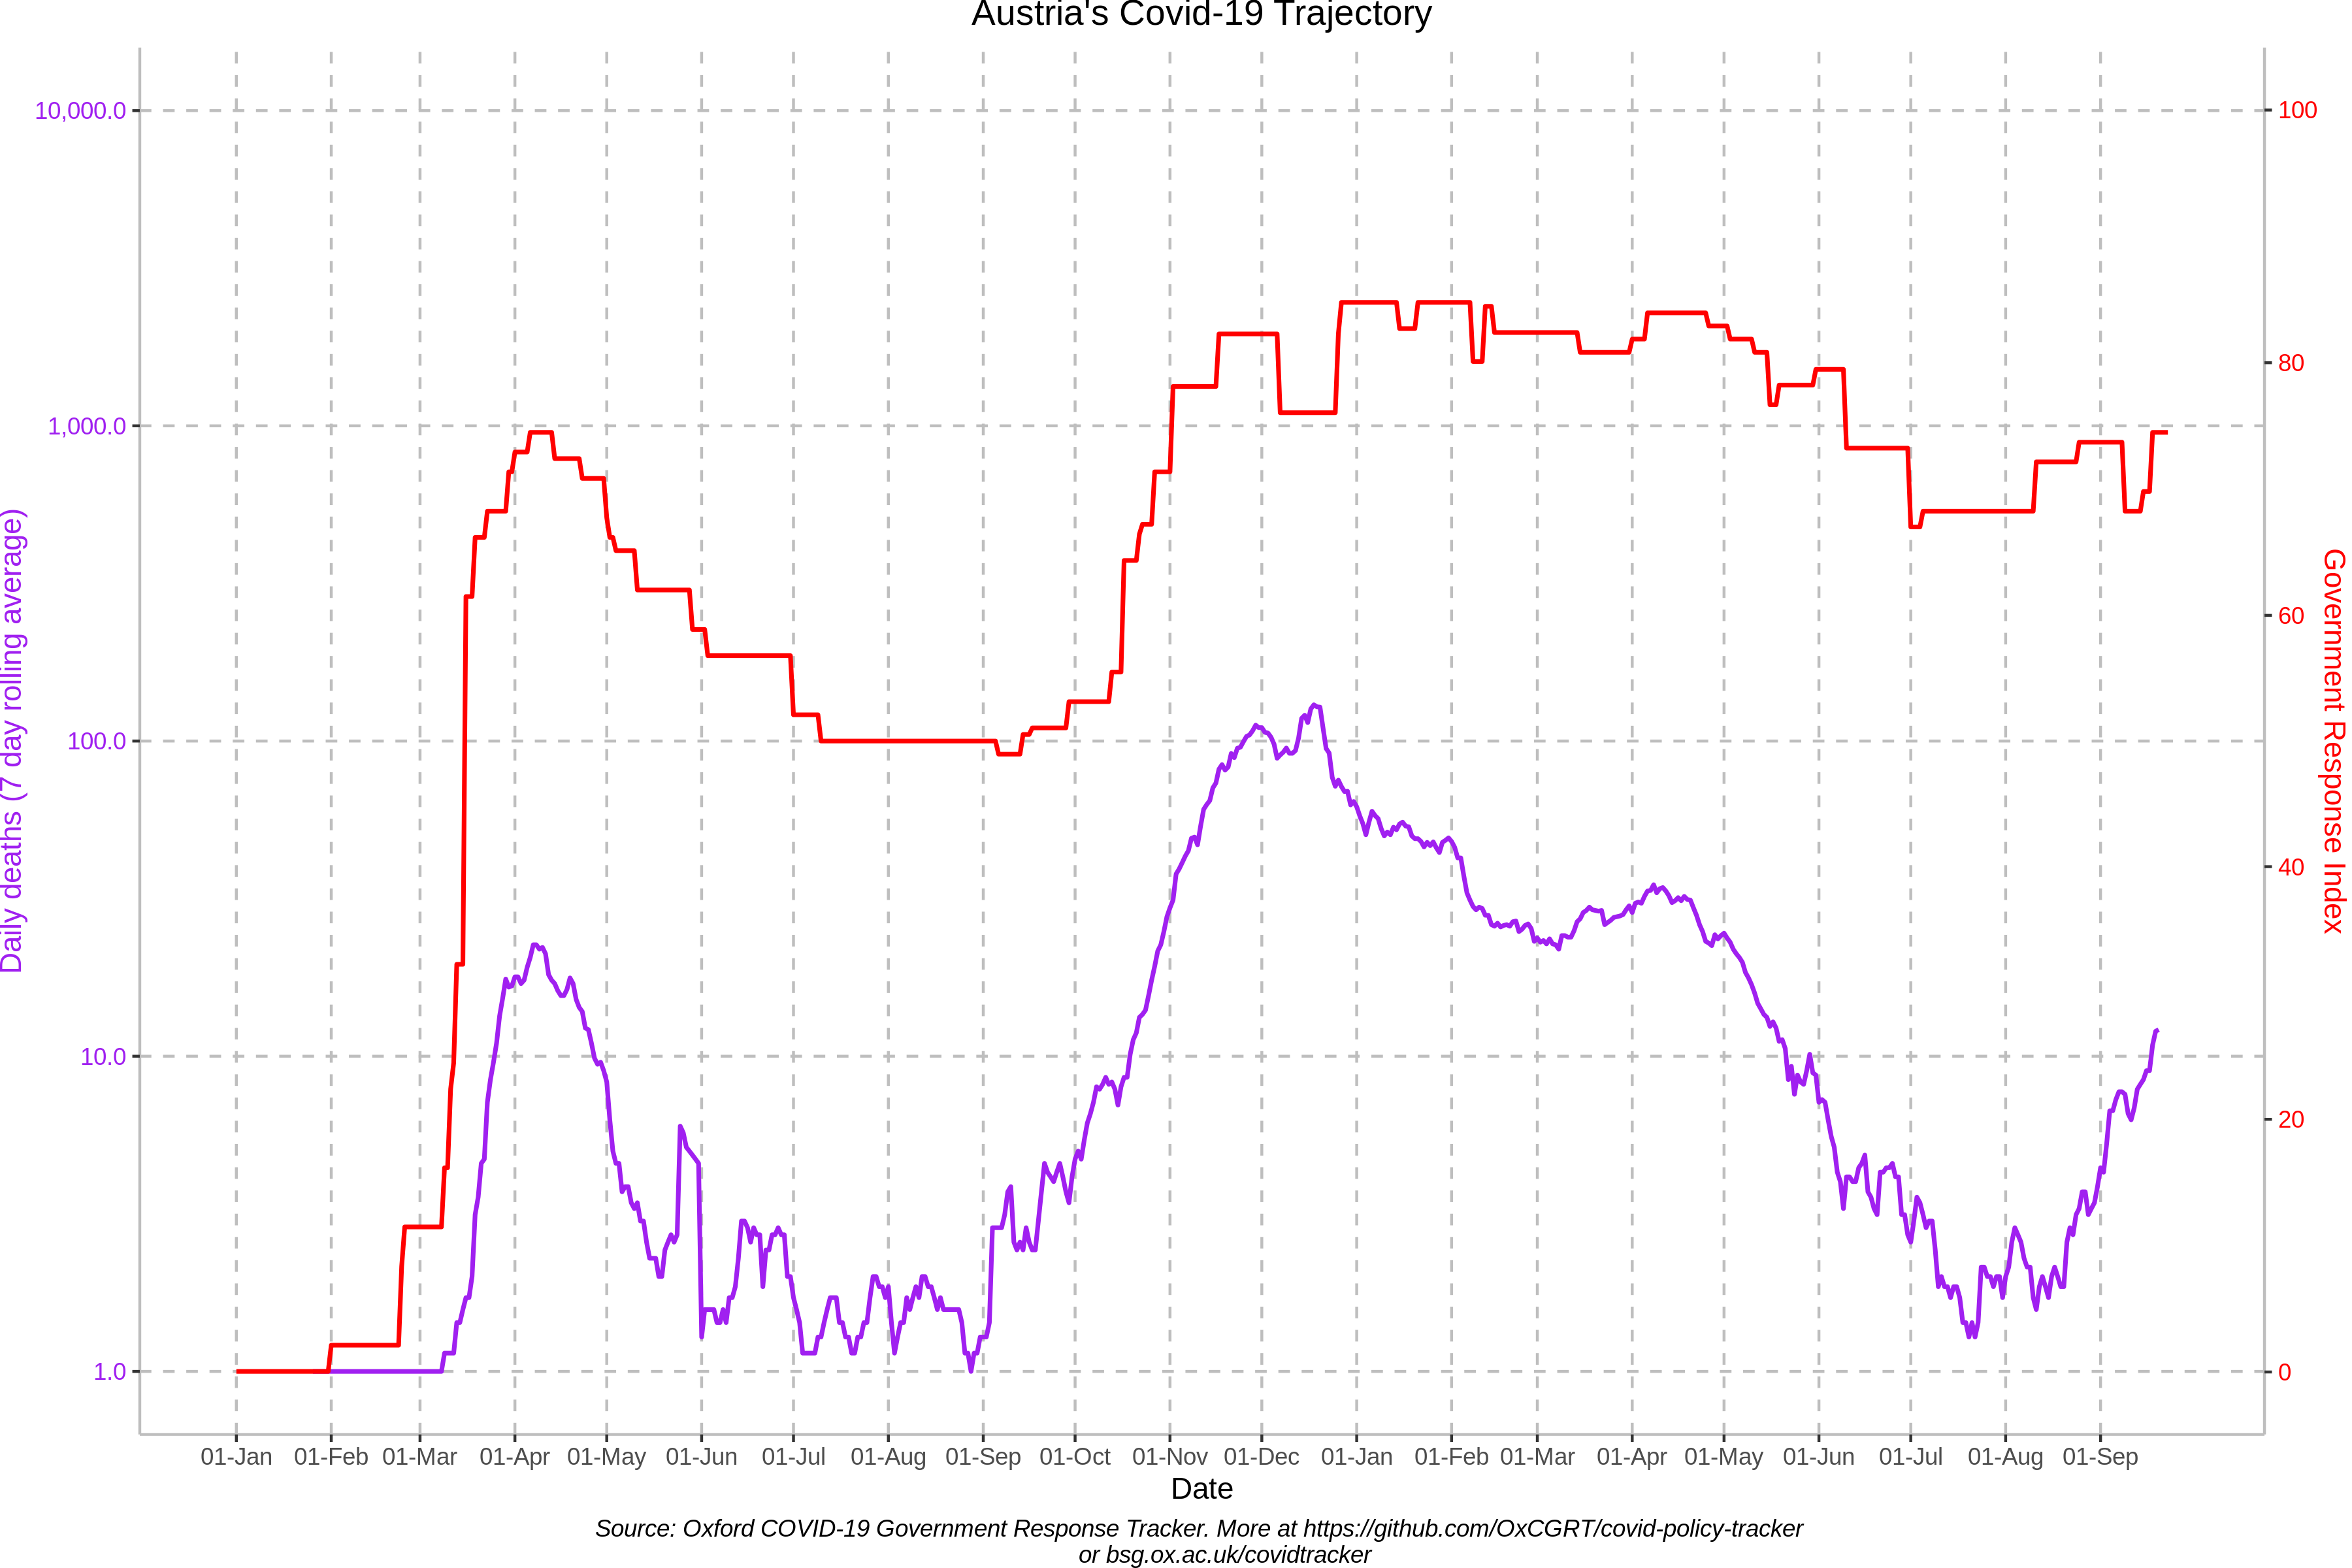 Austria's Covid-19 Trajectory
10,000.0
1,000.0
100.0
10.0
1.0
Daily deaths (7 day rolling average)
100
80
60
40
20
0
Government Response Index
01-Jan 01-Feb 01-Mar 01-Apr 01-May 01-Jun 01-Jul 01-Aug 01-Sep 01-Oct 01-Nov 01-Dec 01-Jan 01-Feb 01-Mar 01-Apr 01-May 01-Jun 01-Jul 01-Aug 01-Sep
Date
Source: Oxford COVID-19 Government Response Tracker. More at https://github.com/OxCGRT/covid-policy-tracker
or bsg.ox.ac.uk/covidtracker